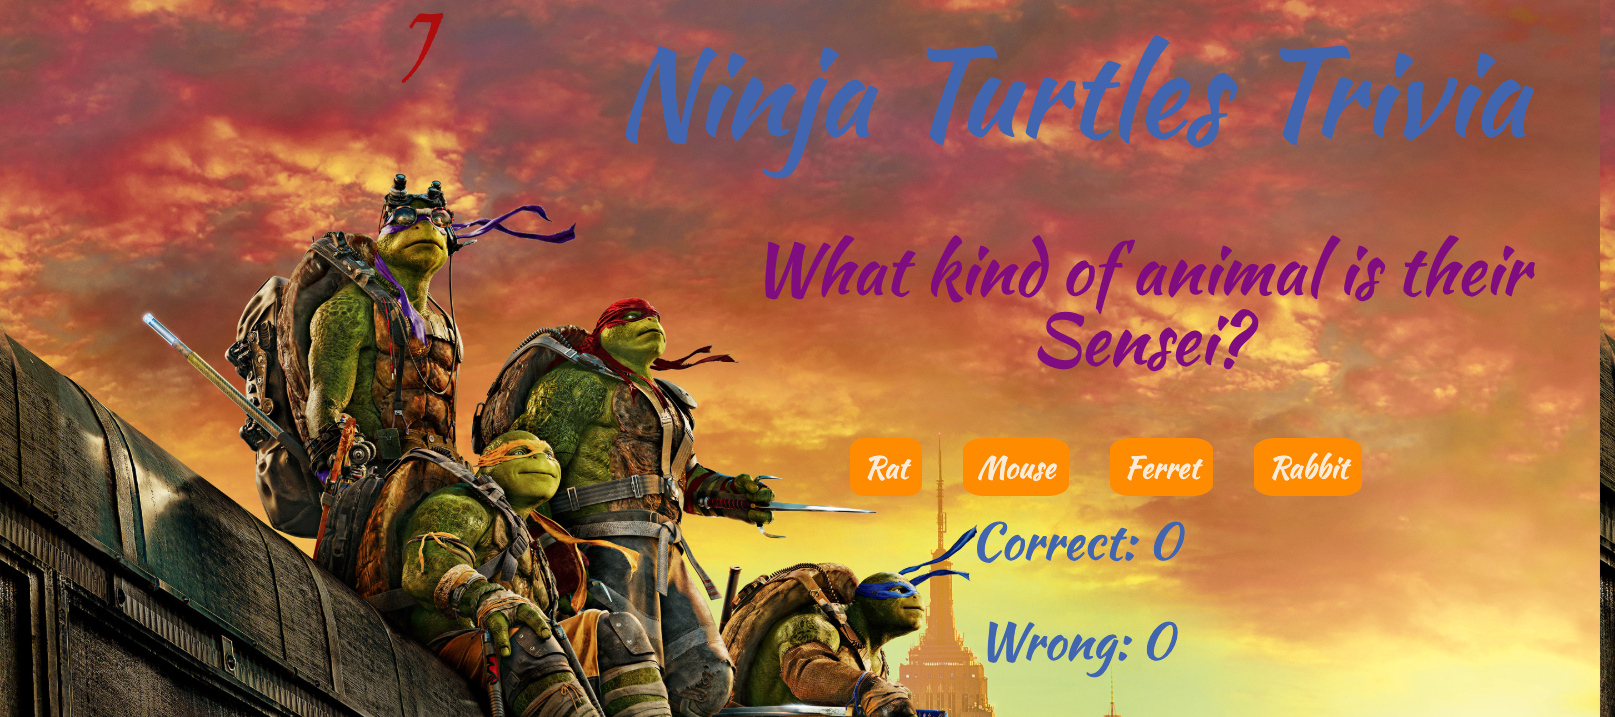 7
Ninja Turtles Trivia
What kind of animal is their
Sensei?
Rat Mouse Ferret Rabbit
Correct: 0
Wrong: 0